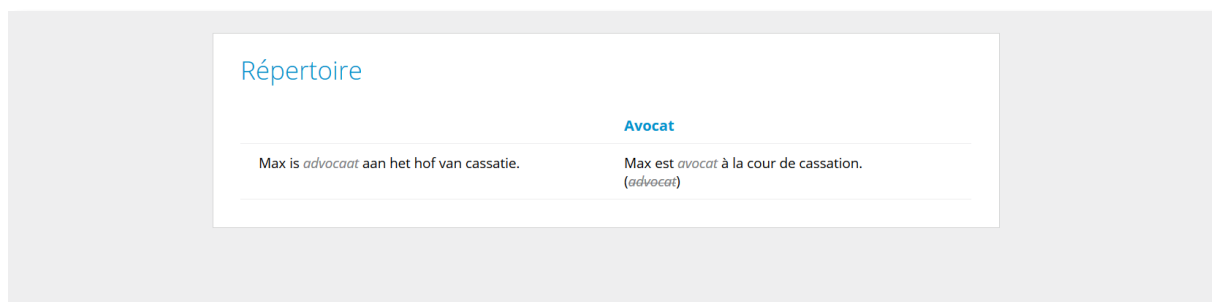 Répertoire
Avocat
Max is advocaat aan het hof van cassatie.
Max est avocat à la cour de cassation.
(advocat)